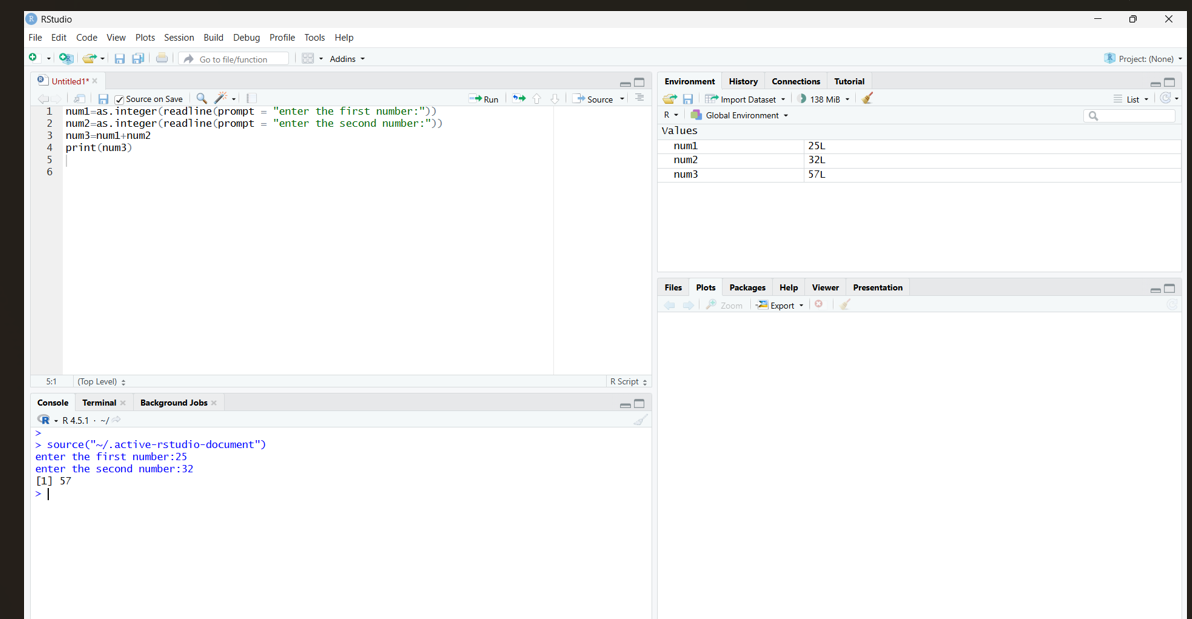 RStudio
File Edit Code View Plots Session Build Debug Profile Tools Help
Go to file/function Addins Project: (None)
Untitled1*
Source on Save Run Source
1 num1=as.integer(readline(prompt = "enter the first number:"))
2 num2=as.integer(readline(prompt = "enter the second number:"))
3 num3=num1+num2
4 print(num3)
5
6
5:1 (Top Level) R Script
Console Terminal Background Jobs
R 4.5.1 · ~/
>
> source("~/.active-rstudio-document")
enter the first number:25
enter the second number:32
[1] 57
>
Environment History Connections Tutorial
Import Dataset 138 MiB List
R Global Environment
Values
num1 25L
num2 32L
num3 57L
Files Plots Packages Help Viewer Presentation
Zoom Export